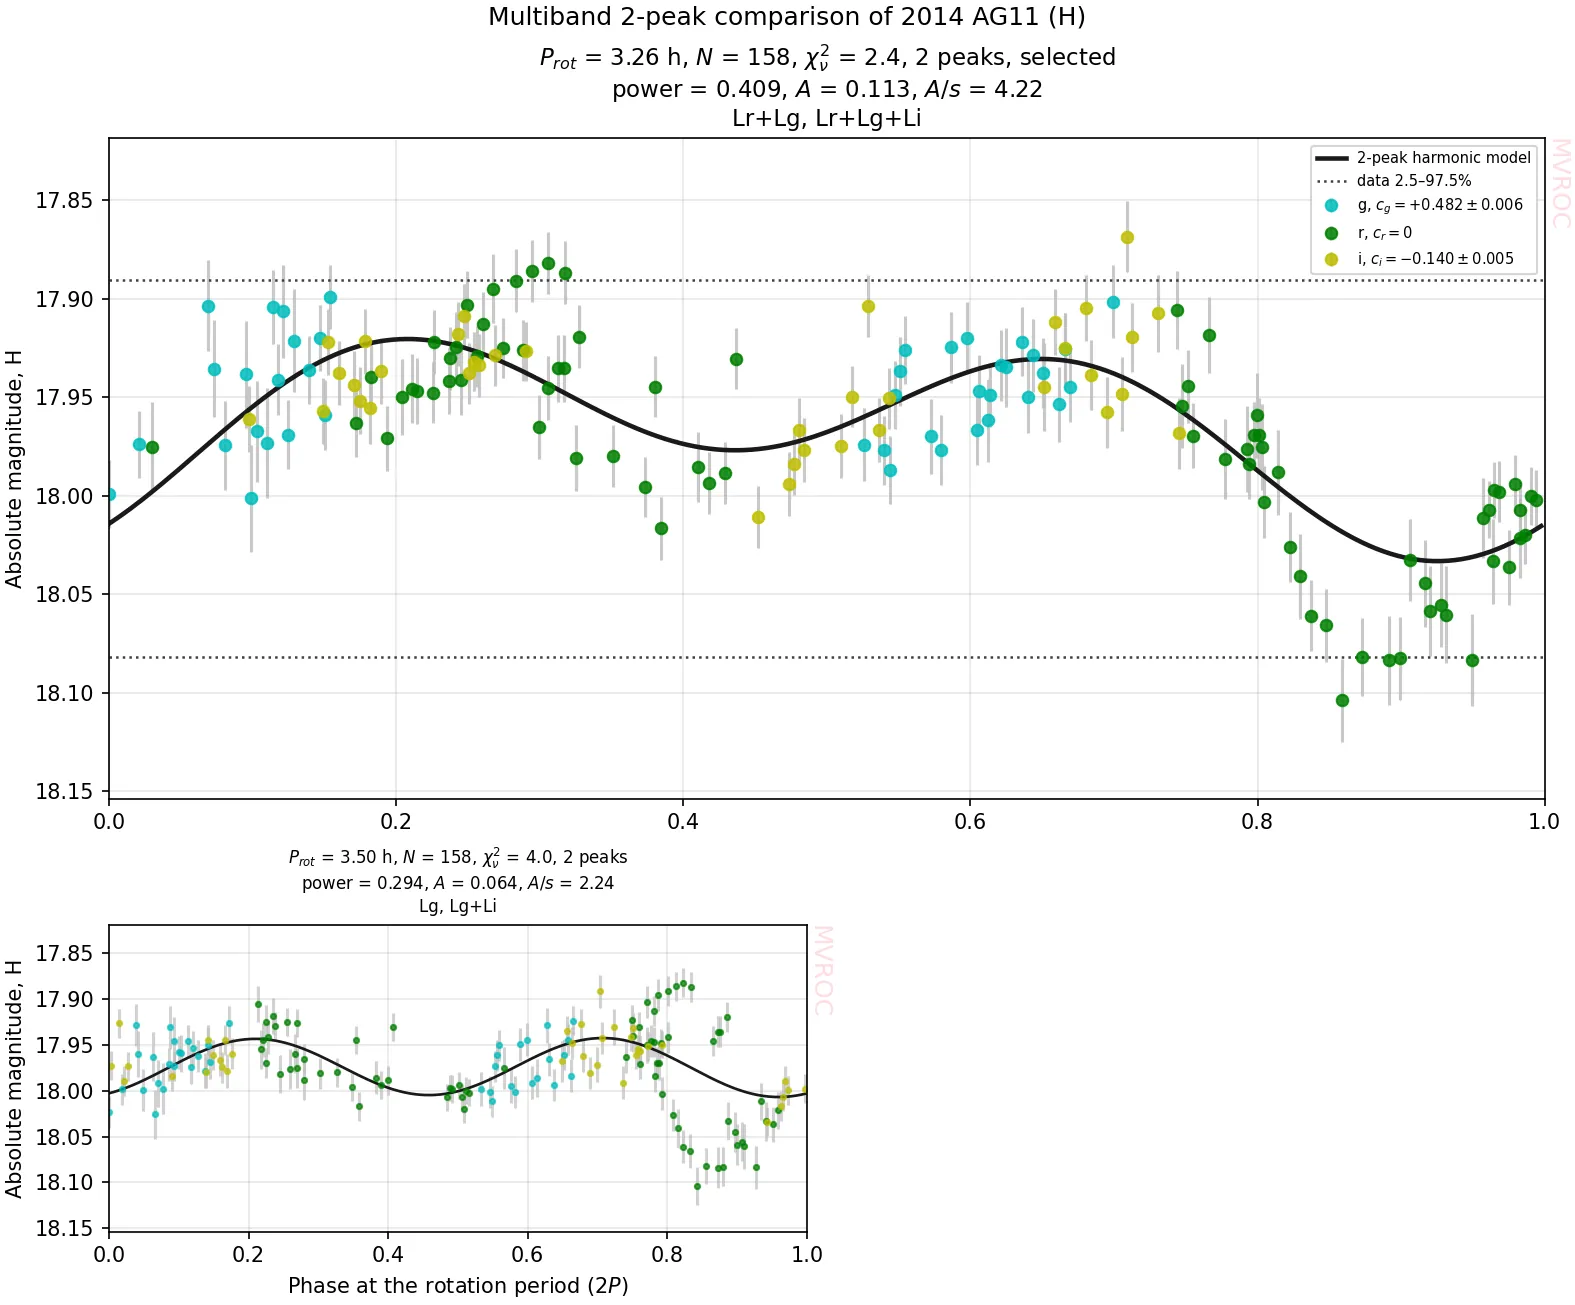 Multiband 2-peak comparison of 2014 AG11 (H)
P_rot = 3.26 h, N = 158, χ²_ν = 2.4, 2 peaks, selected
power = 0.409, A = 0.113, A/s = 4.22
Lr+Lg, Lr+Lg+Li
MVROC
2-peak harmonic model
data 2.5–97.5%
g, c_g = +0.482 ± 0.006
r, c_r = 0
i, c_i = −0.140 ± 0.005
Absolute magnitude, H
17.85
17.90
17.95
18.00
18.05
18.10
18.15
0.0 0.2 0.4 0.6 0.8 1.0
P_rot = 3.50 h, N = 158, χ²_ν = 4.0, 2 peaks
power = 0.294, A = 0.064, A/s = 2.24
Lg, Lg+Li
MVROC
Absolute magnitude, H
17.85
17.90
17.95
18.00
18.05
18.10
18.15
0.0 0.2 0.4 0.6 0.8 1.0
Phase at the rotation period (2P)